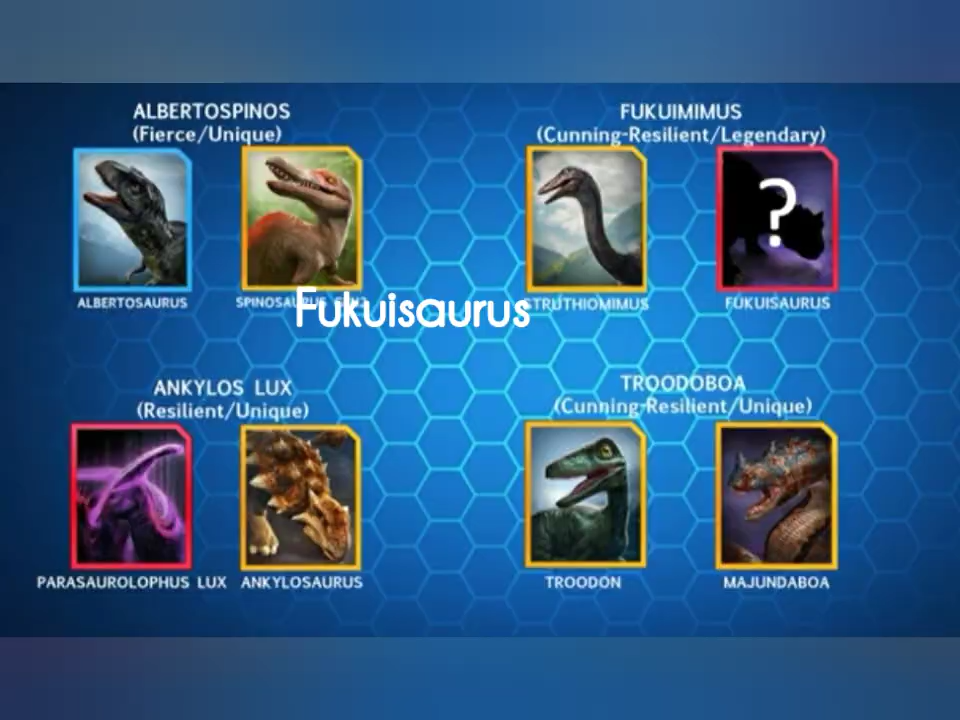 ALBERTOSPINOS
(Fierce/Unique)
FUKUIMIMUS
(Cunning-Resilient/Legendary)
?
ALBERTOSAURUS
SPINOSAURUS
STRUTHIOMIMUS
FUKUISAURUS
Fukuisaurus
ANKYLOS LUX
(Resilient/Unique)
TROODOBOA
(Cunning-Resilient/Unique)
PARASAUROLOPHUS LUX
ANKYLOSAURUS
TROODON
MAJUNDABOA